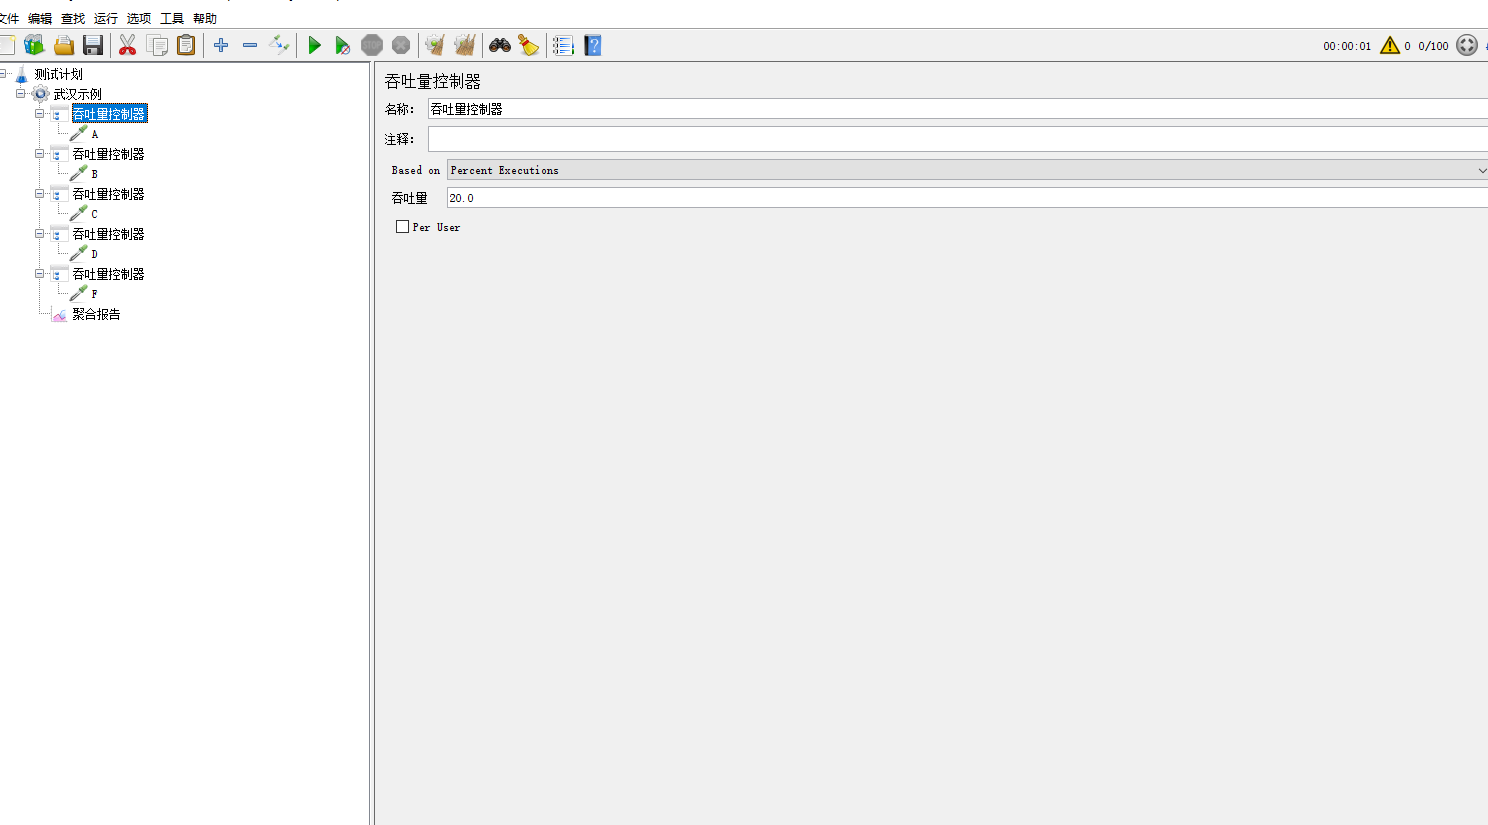 文件 编辑 查找 运行 选项 工具 帮助
STOP
00:00:01 0 0/100
测试计划
武汉示例
吞吐量控制器
A
吞吐量控制器
B
吞吐量控制器
C
吞吐量控制器
D
吞吐量控制器
F
聚合报告
吞吐量控制器
名称： 吞吐量控制器
注释：
Based on Percent Executions
吞吐量 20.0
Per User